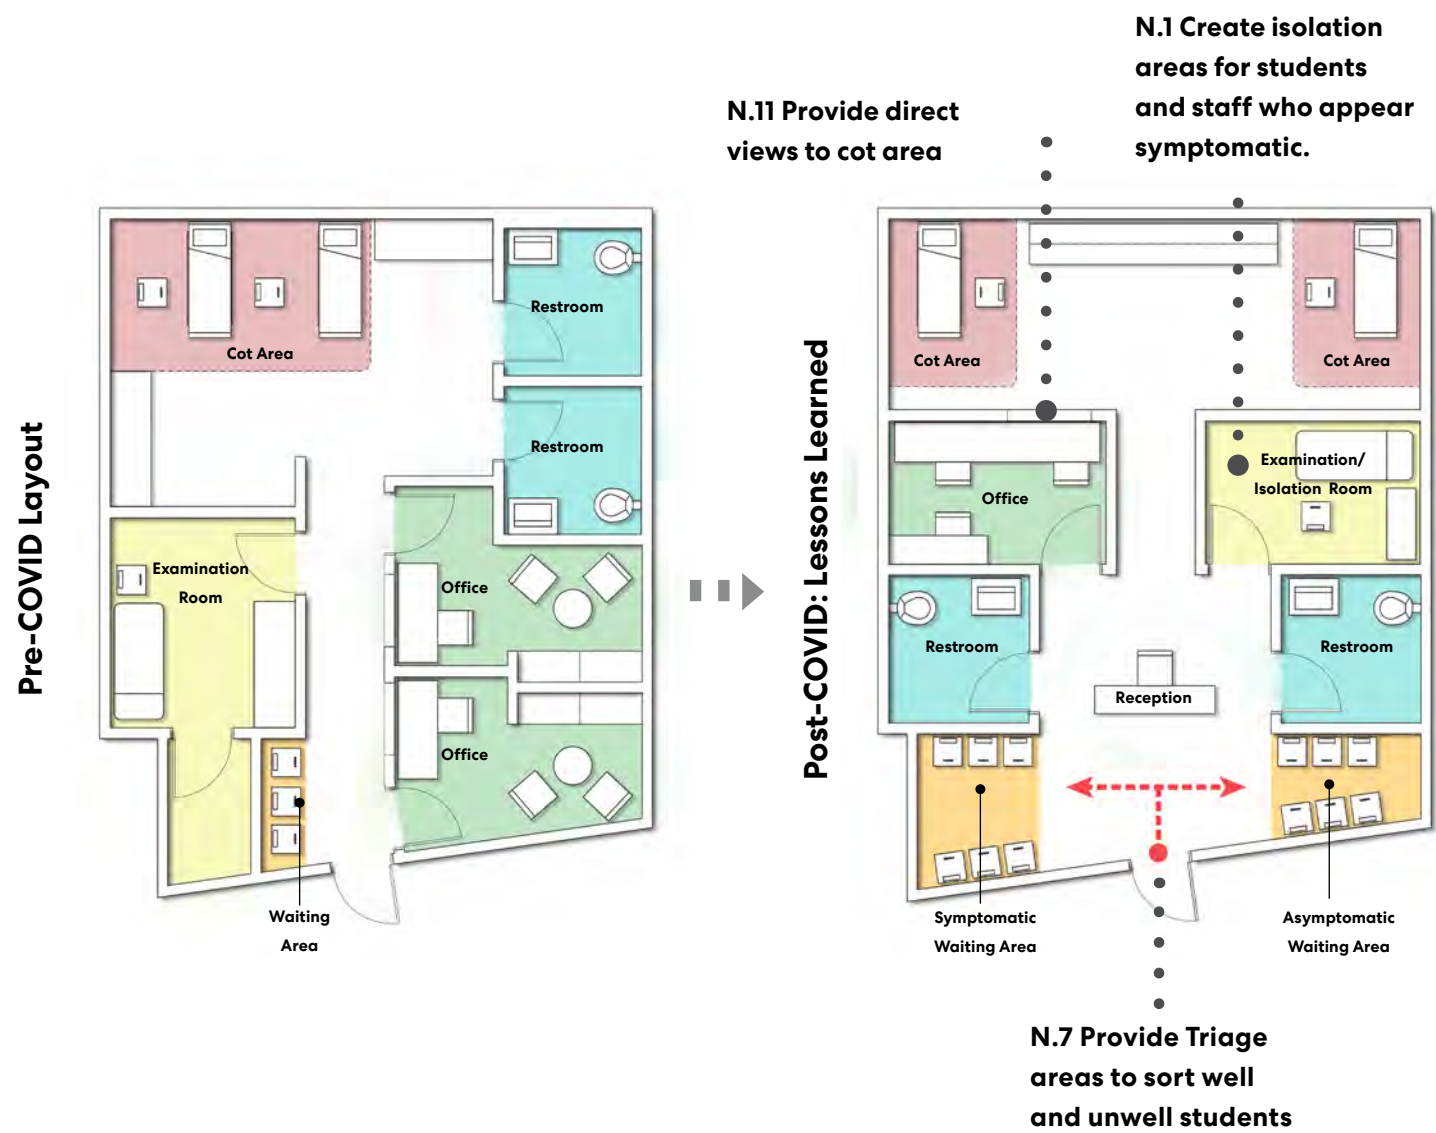 N.1 Create isolation
areas for students
and staff who appear
symptomatic.
N.11 Provide direct
views to cot area
Pre-COVID Layout
Cot Area
Restroom
Restroom
Examination
Room
Office
Office
Waiting
Area
Post-COVID: Lessons Learned
Cot Area
Cot Area
Office
Examination/
Isolation Room
Restroom
Restroom
Reception
Symptomatic
Waiting Area
Asymptomatic
Waiting Area
N.7 Provide Triage
areas to sort well
and unwell students